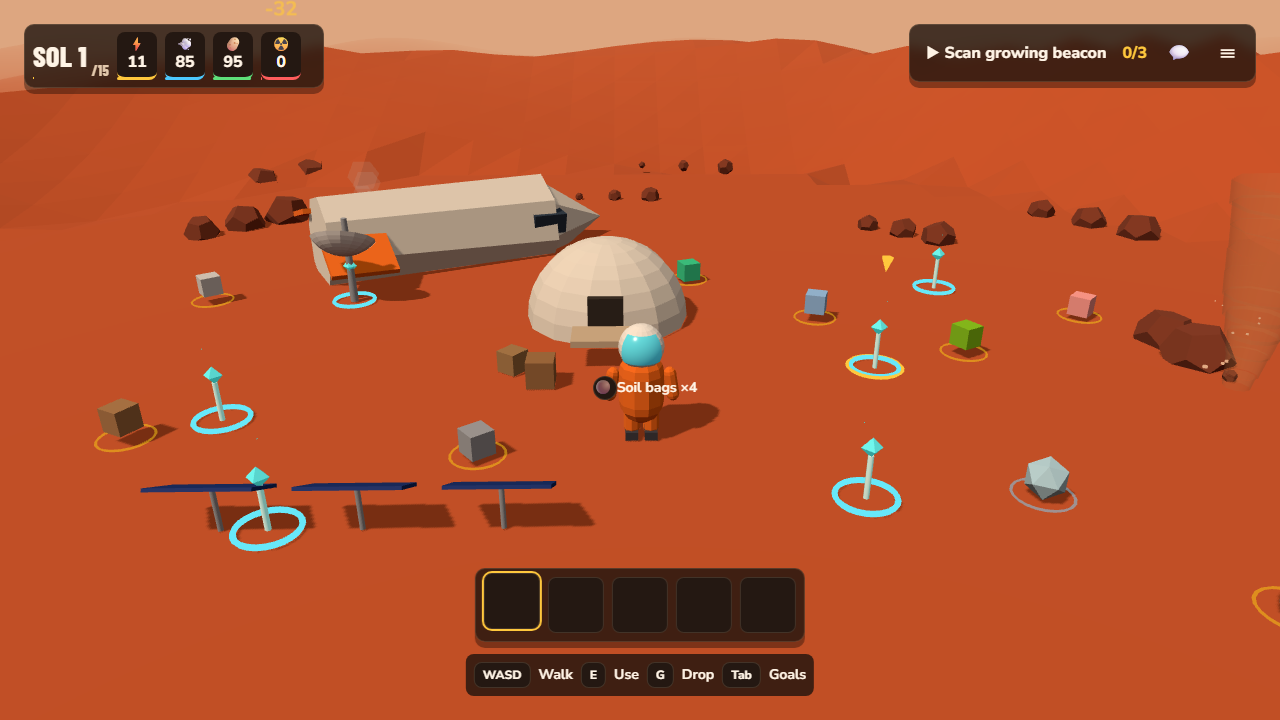 -32
SOL 1 /15
11 85 95 0
Scan growing beacon 0/3
Soil bags ×4
WASD Walk E Use G Drop Tab Goals